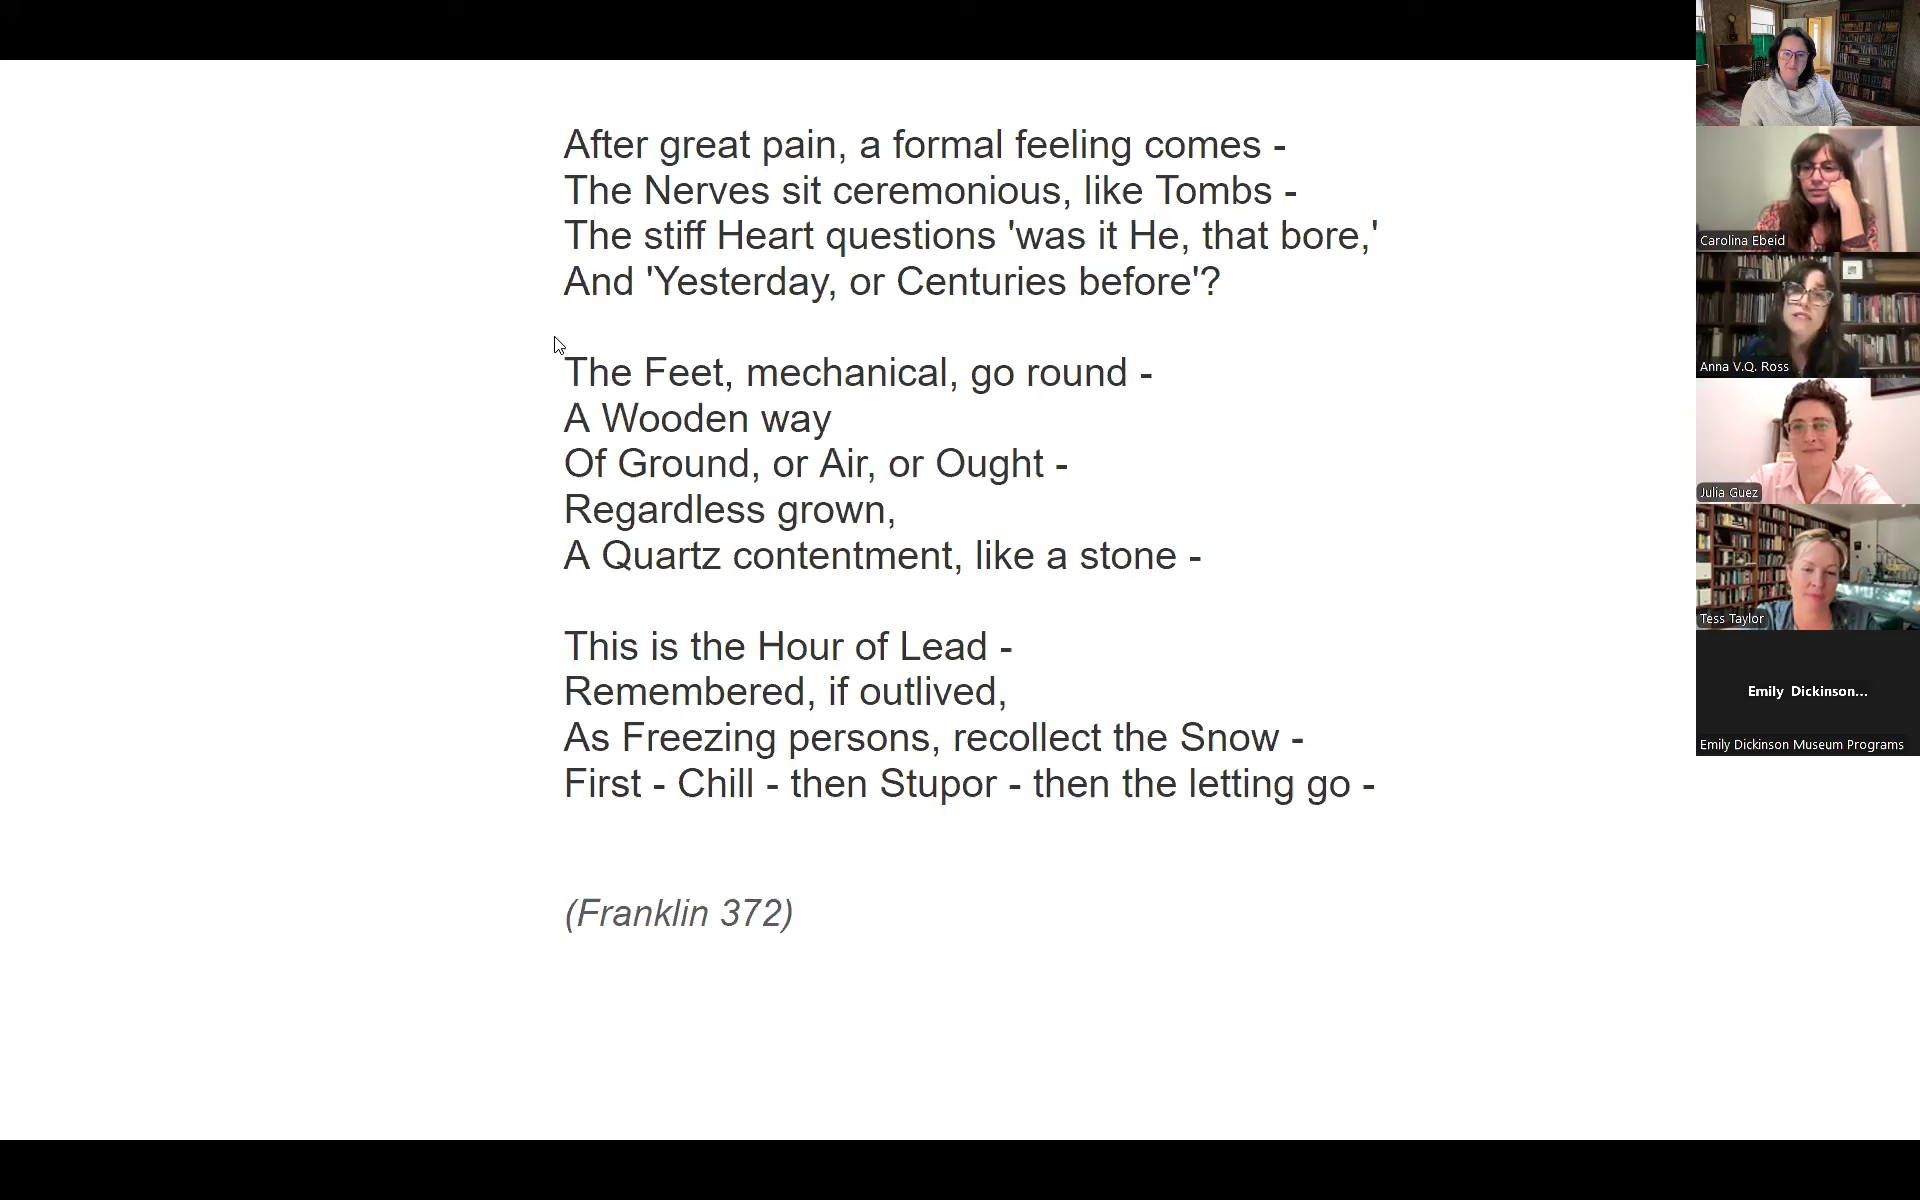 After great pain, a formal feeling comes -
The Nerves sit ceremonious, like Tombs -
The stiff Heart questions 'was it He, that bore,'
And 'Yesterday, or Centuries before'?
The Feet, mechanical, go round -
A Wooden way
Of Ground, or Air, or Ought -
Regardless grown,
A Quartz contentment, like a stone -
This is the Hour of Lead -
Remembered, if outlived,
As Freezing persons, recollect the Snow -
First - Chill - then Stupor - then the letting go -
(Franklin 372)
Carolina Ebeid
Anna V.Q. Ross
Julia Guez
Tess Taylor
Emily Dickinson...
Emily Dickinson Museum Programs